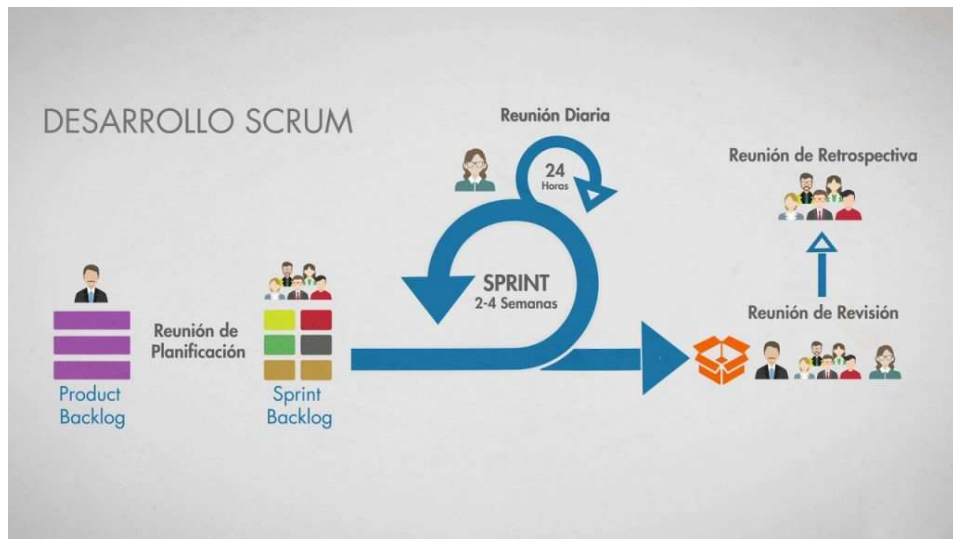 DESARROLLO SCRUM
Reunión Diaria
24
Horas
SPRINT
2-4 Semanas
Reunión de
Planificación
Product
Backlog
Sprint
Backlog
Reunión de Retrospectiva
Reunión de Revisión